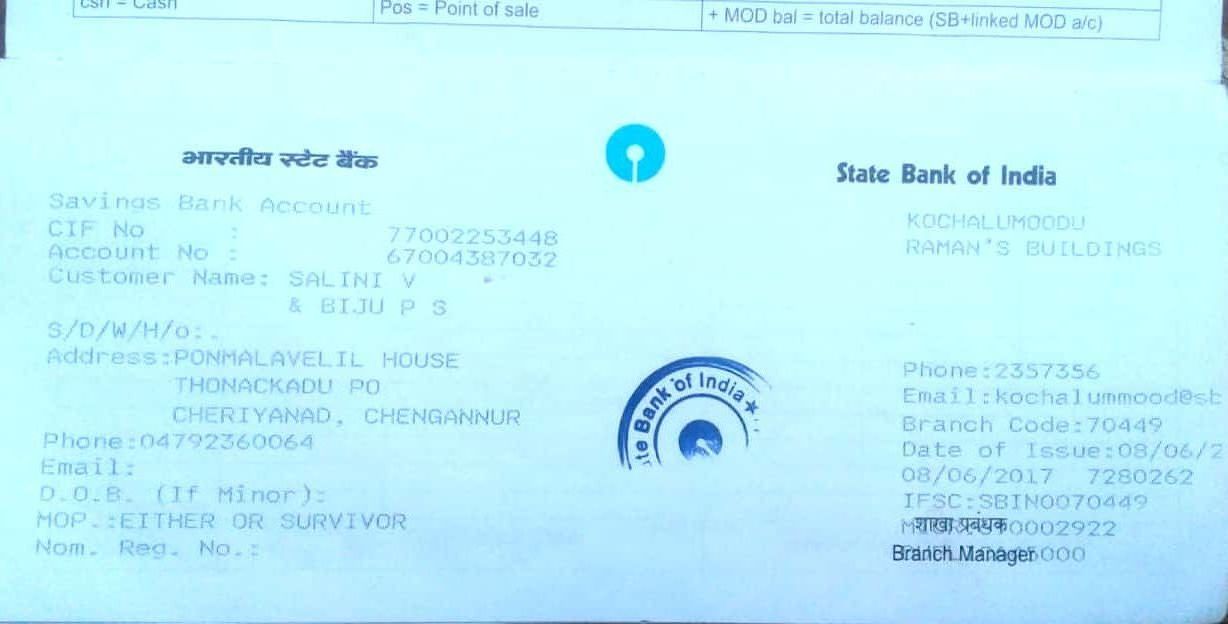 csh = Cash
Pos = Point of sale
+ MOD bal = total balance (SB+linked MOD a/c)
भारतीय स्टेट बैंक
State Bank of India
Savings Bank Account
CIF No : 77002253448
Account No : 67004387032
Customer Name: SALINI V
& BIJU P S
S/D/W/H/o:.
Address:PONMALAVELIL HOUSE
THONACKADU PO
CHERIYANAD, CHENGANNUR
Phone:04792360064
Email:
D.O.B. (If Minor):
MOP.:EITHER OR SURVIVOR
Nom. Reg. No.:
Bank of India
KOCHALUMOODU
RAMAN'S BUILDINGS
Phone:2357356
Email:kochalummood@sb
Branch Code:70449
Date of Issue:08/06/2
08/06/2017 7280262
IFSC:SBIN0070449
शाखा प्रबंधक 0002922
Branch Manager 000